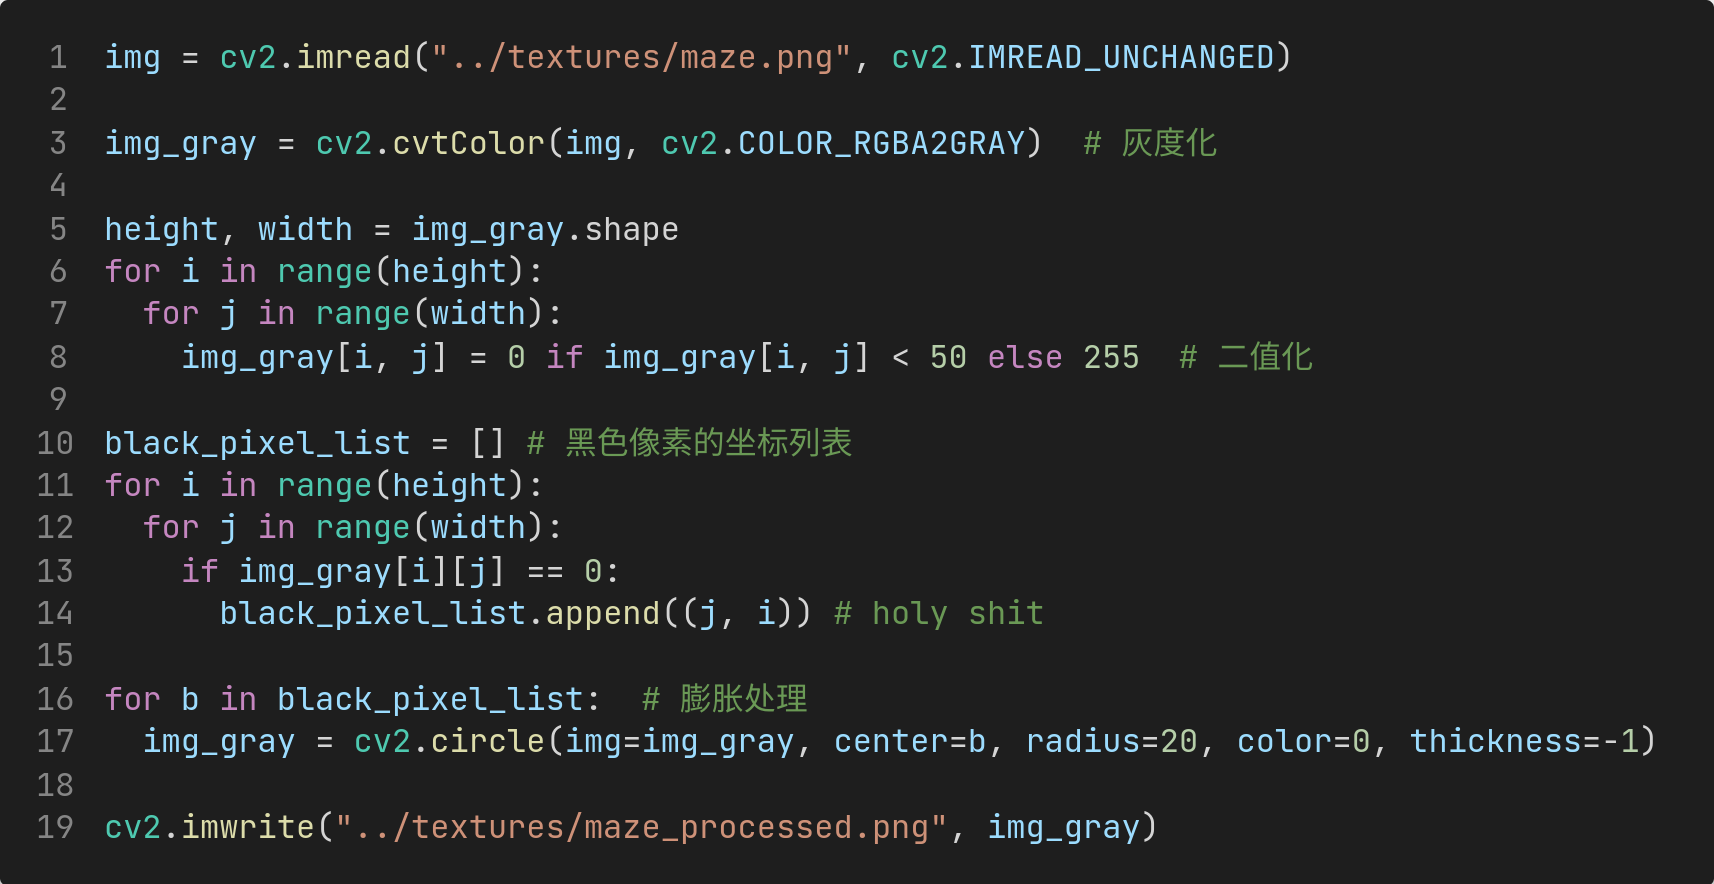 1 img = cv2.imread("../textures/maze.png", cv2.IMREAD_UNCHANGED)
2
3 img_gray = cv2.cvtColor(img, cv2.COLOR_RGBA2GRAY)  # 灰度化
4
5 height, width = img_gray.shape
6 for i in range(height):
7   for j in range(width):
8     img_gray[i, j] = 0 if img_gray[i, j] < 50 else 255  # 二值化
9
10 black_pixel_list = [] # 黑色像素的坐标列表
11 for i in range(height):
12   for j in range(width):
13     if img_gray[i][j] == 0:
14       black_pixel_list.append((j, i)) # holy shit
15
16 for b in black_pixel_list:  # 膨胀处理
17   img_gray = cv2.circle(img=img_gray, center=b, radius=20, color=0, thickness=-1)
18
19 cv2.imwrite("../textures/maze_processed.png", img_gray)